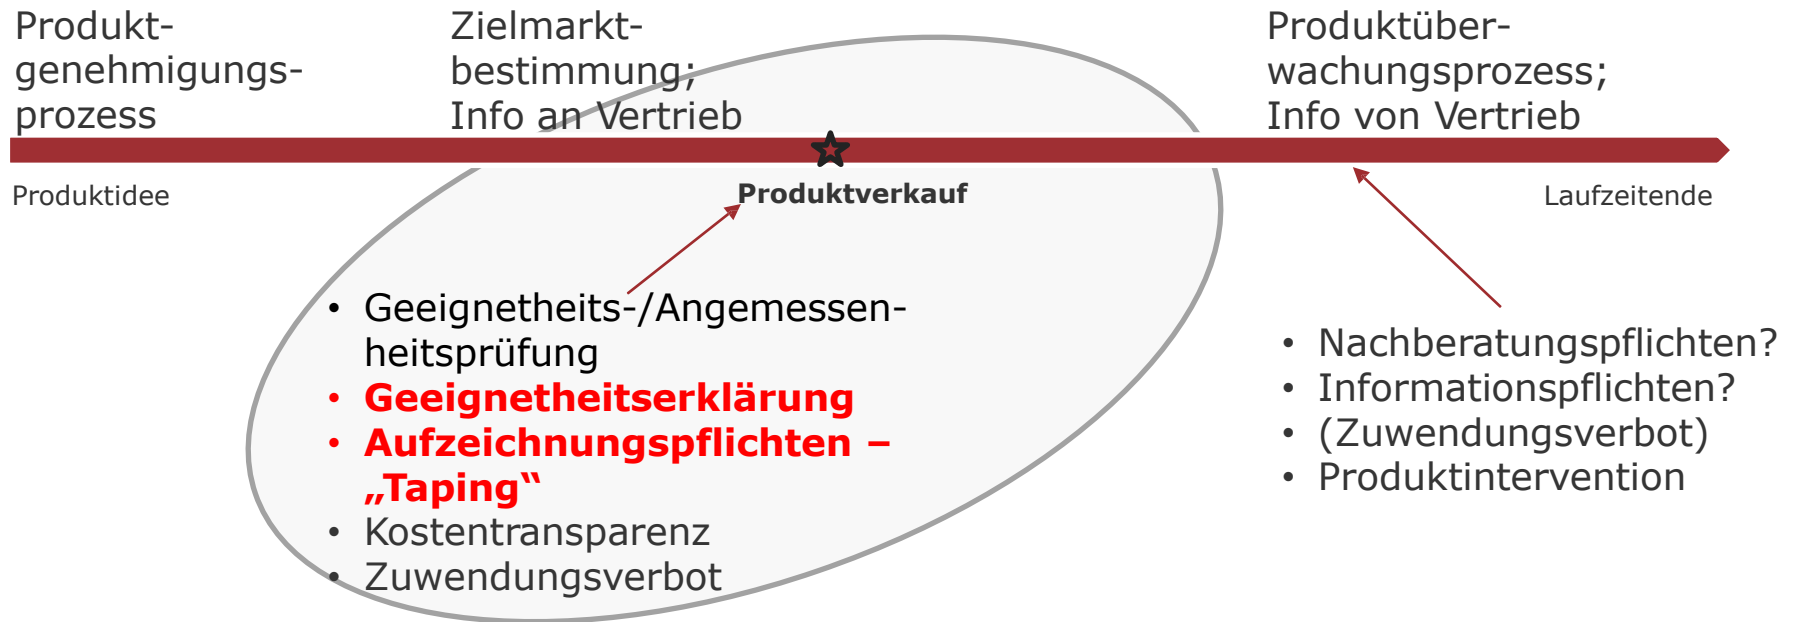 Produkt-
genehmigungs-
prozess
Zielmarkt-
bestimmung;
Info an Vertrieb
Produktüber-
wachungsprozess;
Info von Vertrieb
Produktidee
Produktverkauf
Laufzeitende
• Geeignetheits-/Angemessen-
heitsprüfung
• Geeignetheitserklärung
• Aufzeichnungspflichten –
„Taping“
• Kostentransparenz
• Zuwendungsverbot
• Nachberatungspflichten?
• Informationspflichten?
• (Zuwendungsverbot)
• Produktintervention